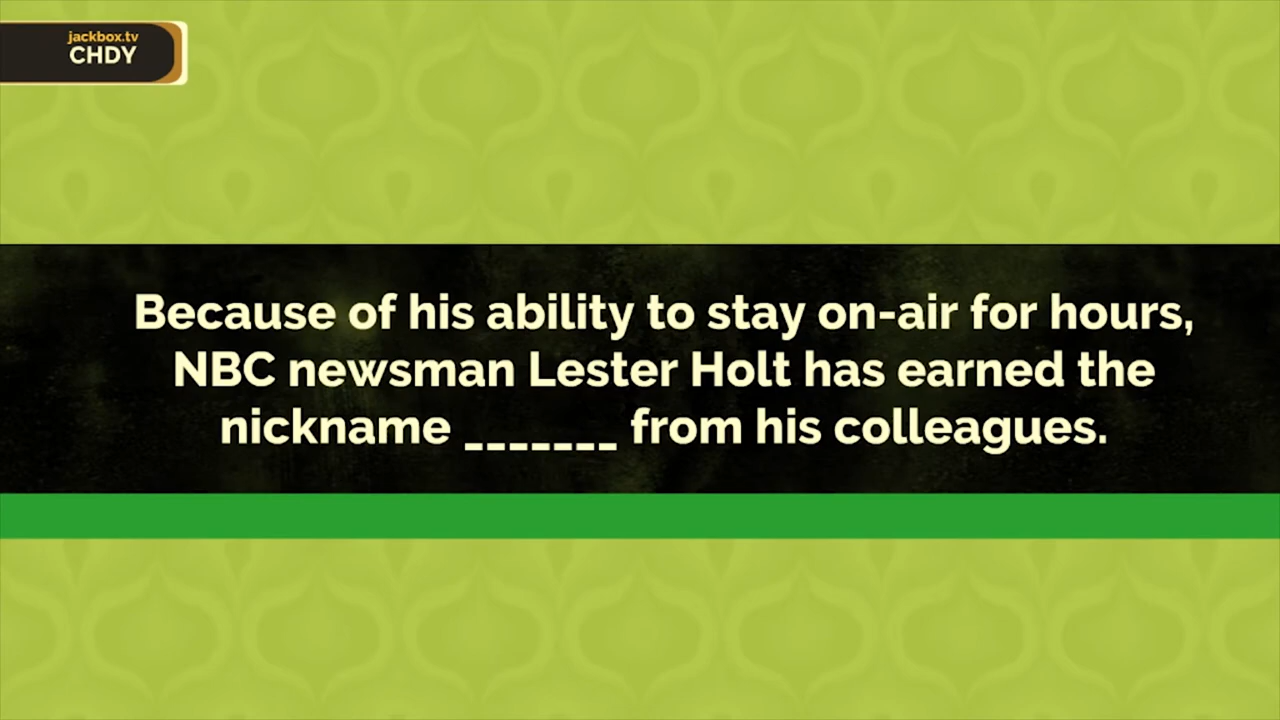 jackbox.tv
CHDY
Because of his ability to stay on-air for hours,
NBC newsman Lester Holt has earned the
nickname _______ from his colleagues.